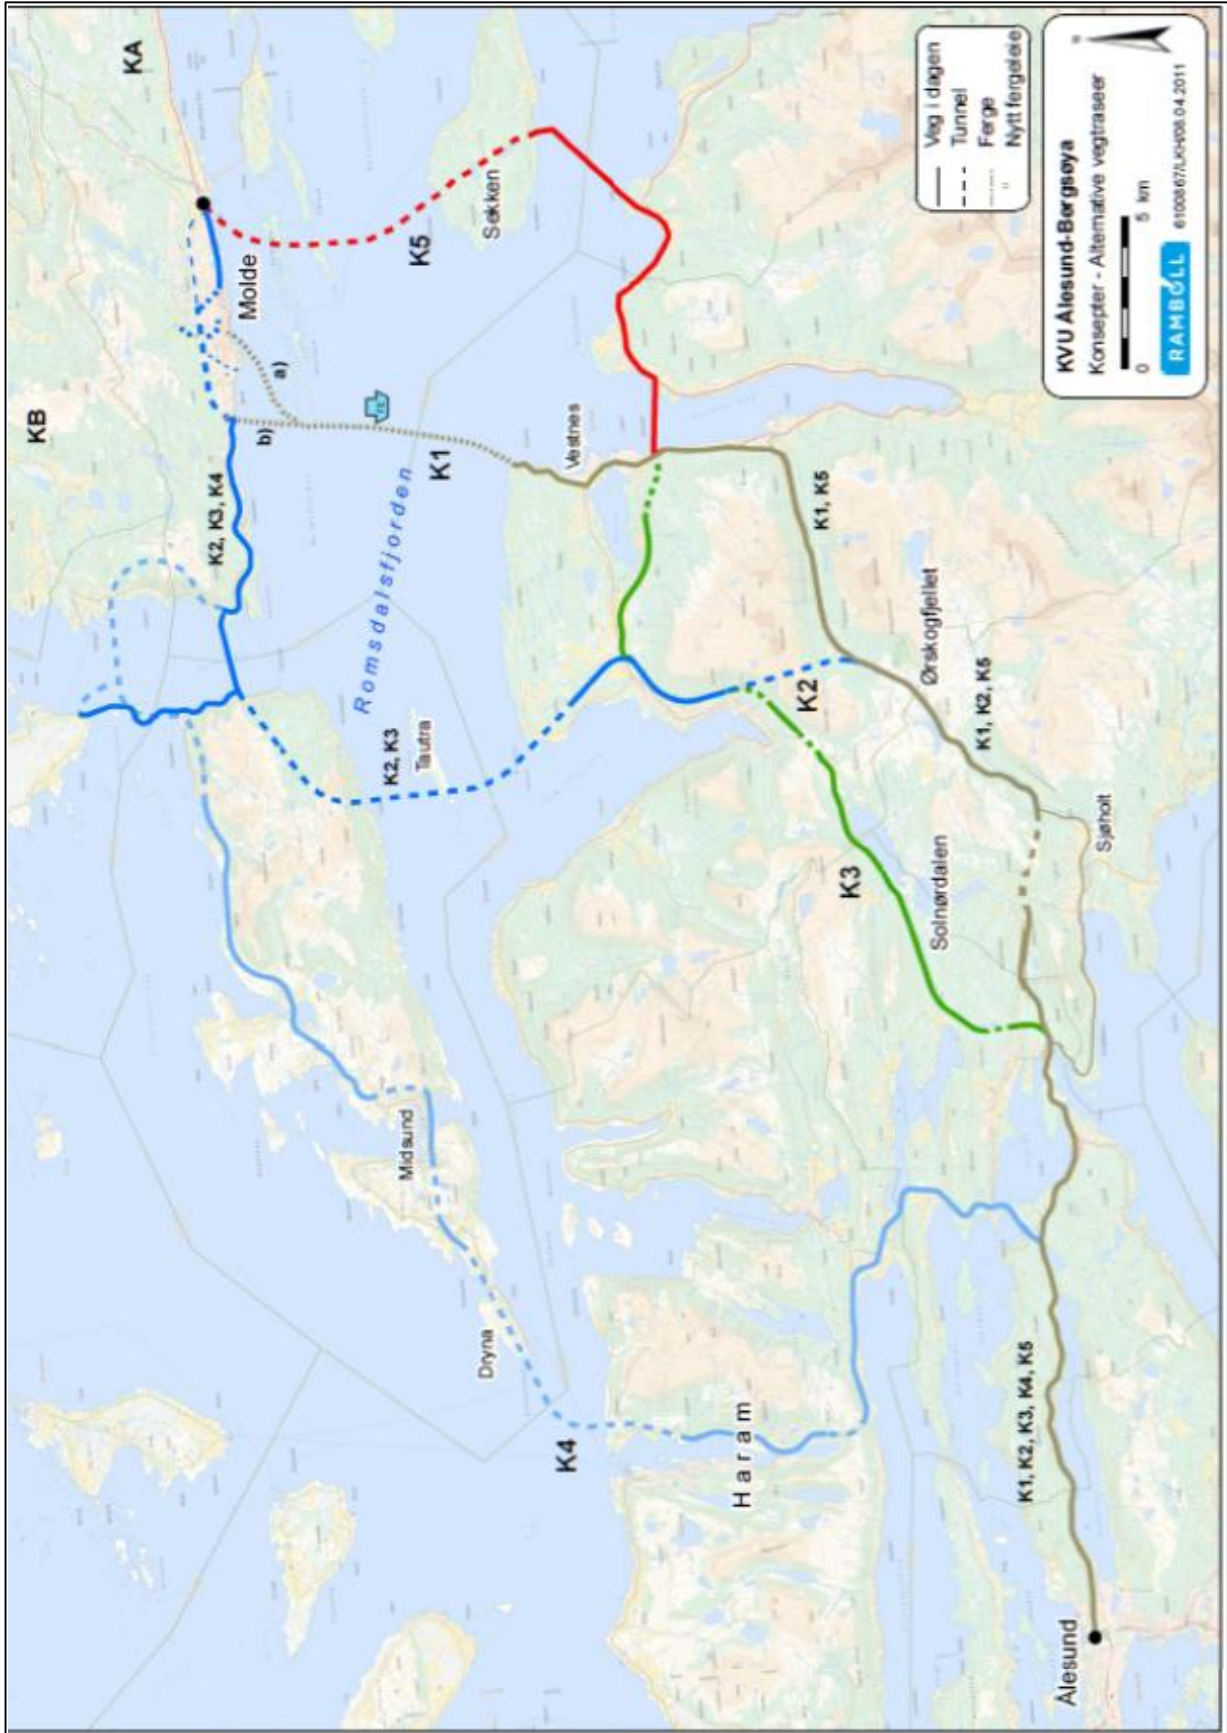 KA
KB
Molde
K5
Sekken
a)
b)
K1
Romsdalsfjorden
Vestnes
K2, K3, K4
K2, K3
Tautra
K1, K5
K2
Ørskogfjellet
K1, K2, K5
K3
Solnørdalen
Sjøholt
Midsund
Dryna
K4
Haram
K1, K2, K3, K4, K5
Ålesund
Veg i dagen
Tunnel
Ferge
Nytt fergeleie
N
KVU Ålesund-Bergsøya
Konsepter - Alternative vegtraseer
0 5 km
RAMBOLL